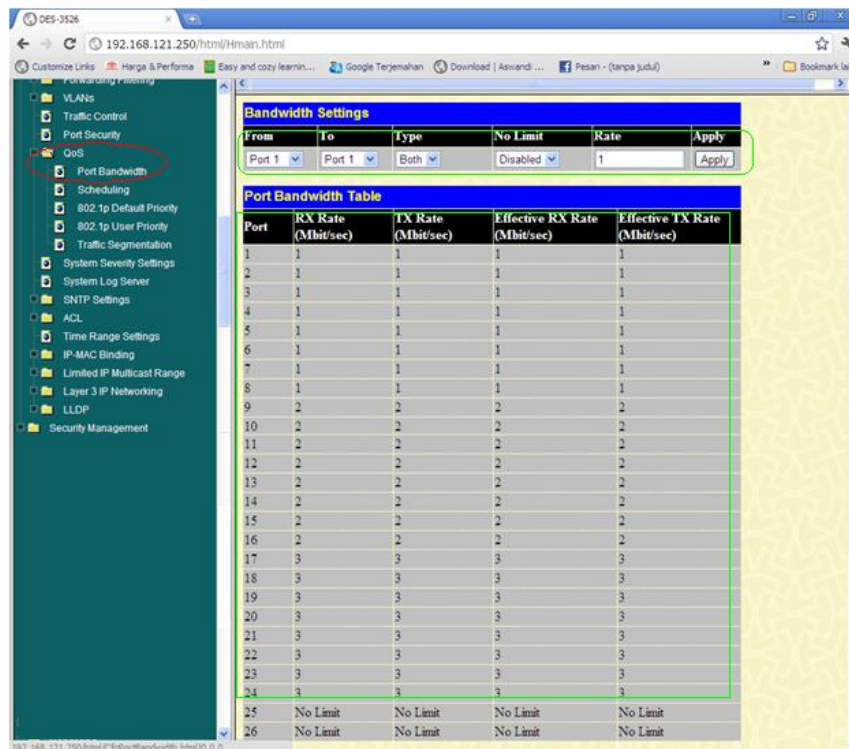 DES-3526
192.168.121.250/html/Hmain.html
Customize Links Harga & Performa Easy and cozy learnin... Google Terjemahan Download | Aswandi ... Pesan - (tanpa judul) » Bookmark lai
Forwarding Filtering
VLANs
Traffic Control
Port Security
QoS
Port Bandwidth
Scheduling
802.1p Default Priority
802.1p User Priority
Traffic Segmentation
System Severity Settings
System Log Server
SNTP Settings
ACL
Time Range Settings
IP-MAC Binding
Limited IP Multicast Range
Layer 3 IP Networking
LLDP
Security Management
Bandwidth Settings
From To Type No Limit Rate Apply
Port 1 Port 1 Both Disabled 1 Apply
Port Bandwidth Table
Port RX Rate (Mbit/sec) TX Rate (Mbit/sec) Effective RX Rate (Mbit/sec) Effective TX Rate (Mbit/sec)
1 1 1 1 1
2 1 1 1 1
3 1 1 1 1
4 1 1 1 1
5 1 1 1 1
6 1 1 1 1
7 1 1 1 1
8 1 1 1 1
9 2 2 2 2
10 2 2 2 2
11 2 2 2 2
12 2 2 2 2
13 2 2 2 2
14 2 2 2 2
15 2 2 2 2
16 2 2 2 2
17 3 3 3 3
18 3 3 3 3
19 3 3 3 3
20 3 3 3 3
21 3 3 3 3
22 3 3 3 3
23 3 3 3 3
24 3 3 3 3
25 No Limit No Limit No Limit No Limit
26 No Limit No Limit No Limit No Limit